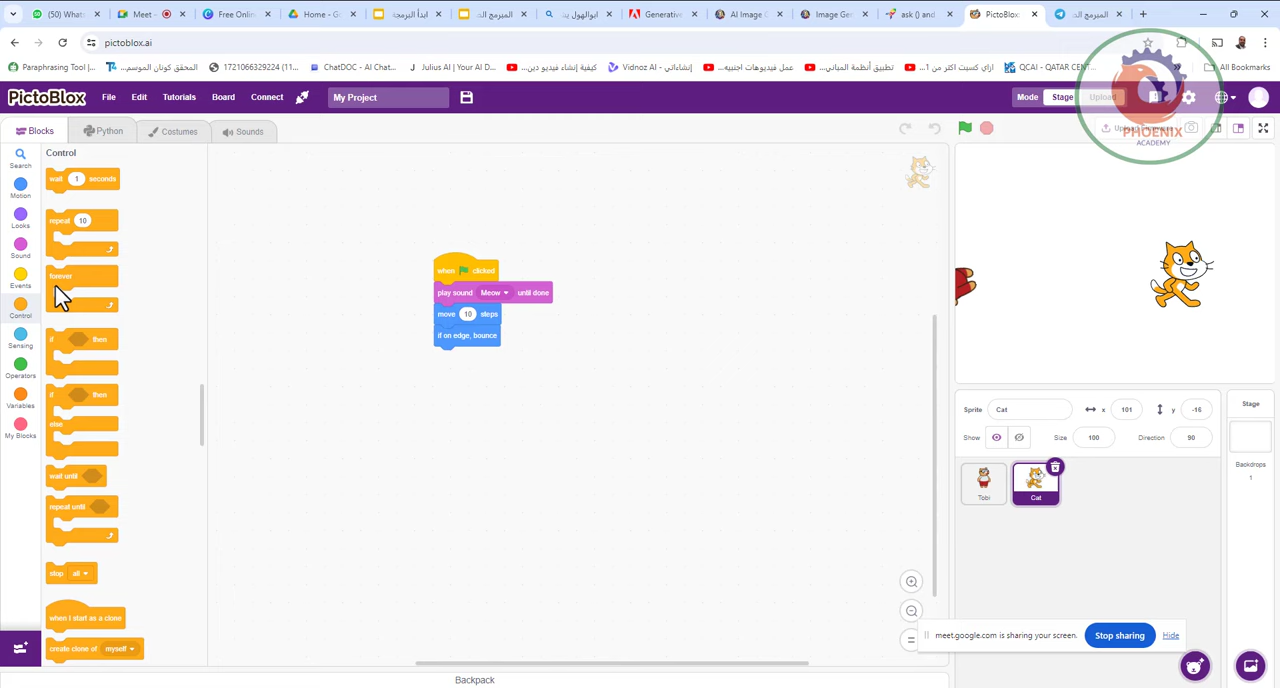 (50) Whats
Meet -
Free Onlin
Home - G
ابدأ البرمجة
المبرمج الص
ابوالهول ين
Generative
AI Image G
Image Gen
ask () and
PictoBlox
المبرمج الص
pictoblox.ai
Paraphrasing Tool |...
المحقق كونان الموسم...
1721066329224 (11...
ChatDOC - AI Chat...
Julius AI | Your AI D...
كيفية إنشاء فيديو دين...
إنشاءاتي - Vidnoz AI
عمل فيديوهات اجنبيه...
تطبيق أنظمة المباني...
ازاي كسبت اكتر من 1...
QCAI - QATAR CENT...
All Bookmarks
PictoBlox
File
Edit
Tutorials
Board
Connect
My Project
Mode
Stage
Upload
PHOENIX
ACADEMY
Blocks
Python
Costumes
Sounds
Search
Motion
Looks
Sound
Events
Control
Sensing
Operators
Variables
My Blocks
Control
wait 1 seconds
repeat 10
forever
if then
if then
else
wait until
repeat until
stop all
when I start as a clone
create clone of myself
when clicked
play sound Meow until done
move 10 steps
if on edge, bounce
Sprite Cat x 101 y -16
Show Size 100 Direction 90
Tobi
Cat
Stage
Backdrops
1
meet.google.com is sharing your screen.
Stop sharing
Hide
Backpack